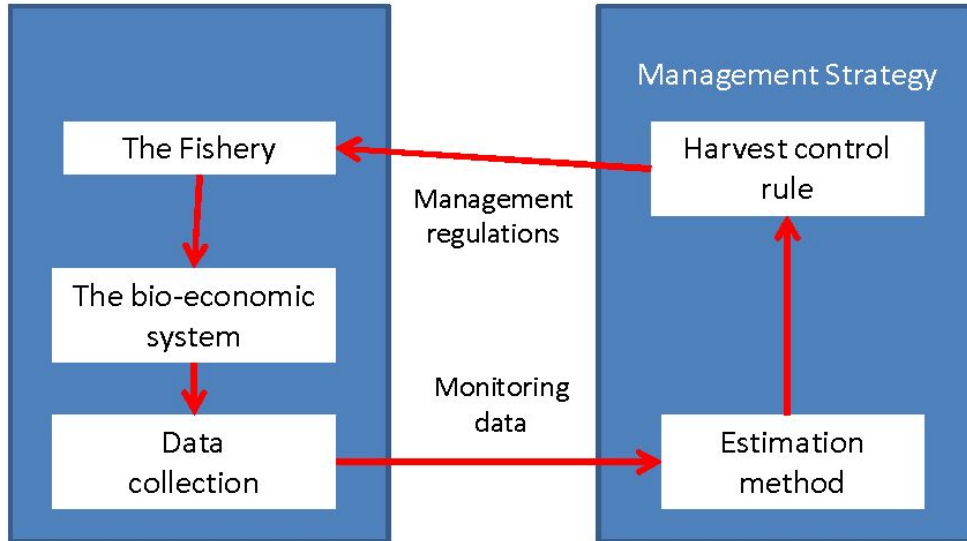 Management Strategy
The Fishery
Harvest control
rule
Management
regulations
The bio-economic
system
Monitoring
data
Data
collection
Estimation
method